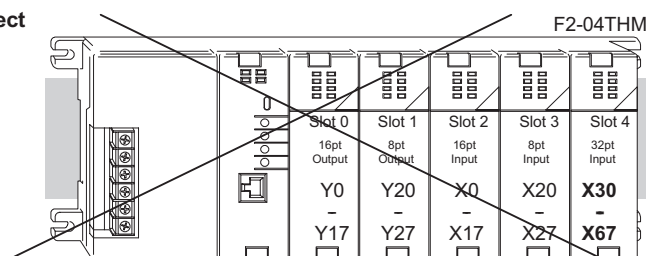 ect
F2-04THM
Slot 0 Slot 1 Slot 2 Slot 3 Slot 4
16pt 8pt 16pt 8pt 32pt
Output Output Input Input Input
Y0 Y20 X0 X20 X30
- - - - -
Y17 Y27 X17 X27 X67